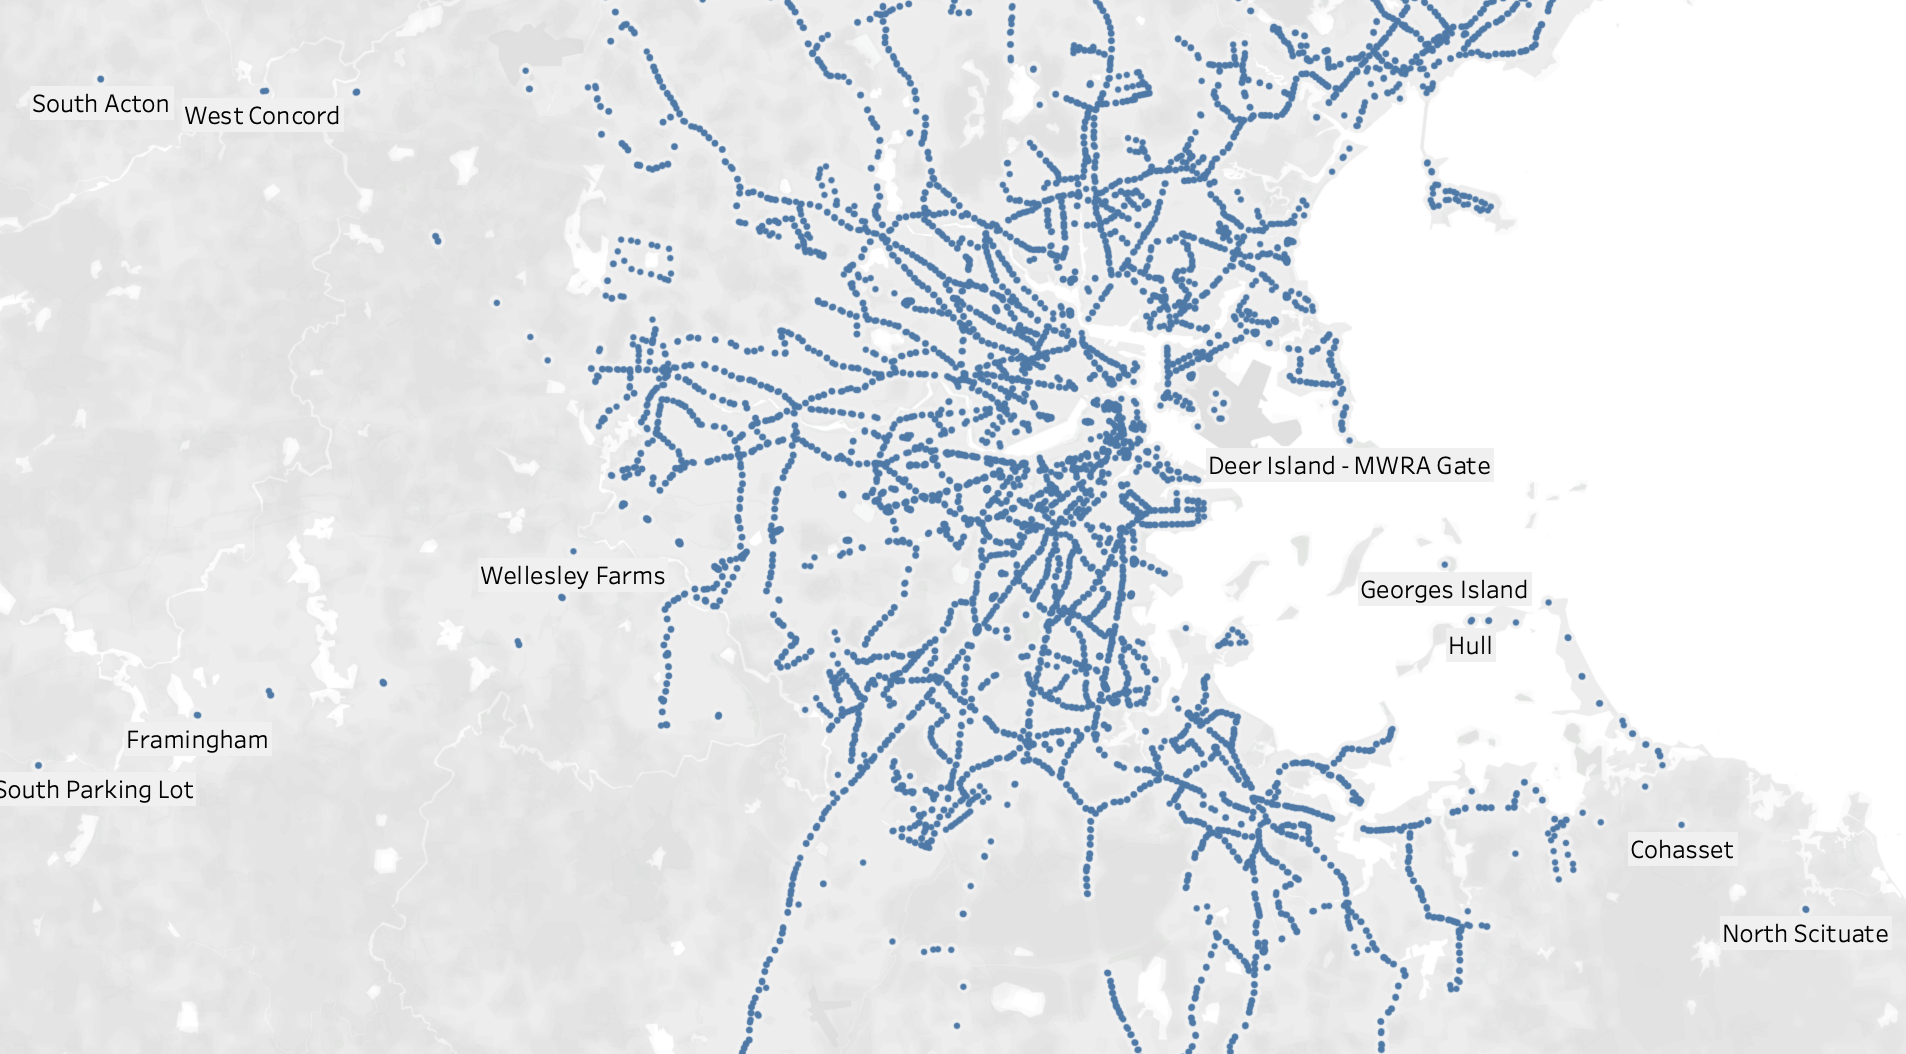 South Acton
West Concord
Deer Island - MWRA Gate
Wellesley Farms
Georges Island
Hull
Framingham
South Parking Lot
Cohasset
North Scituate